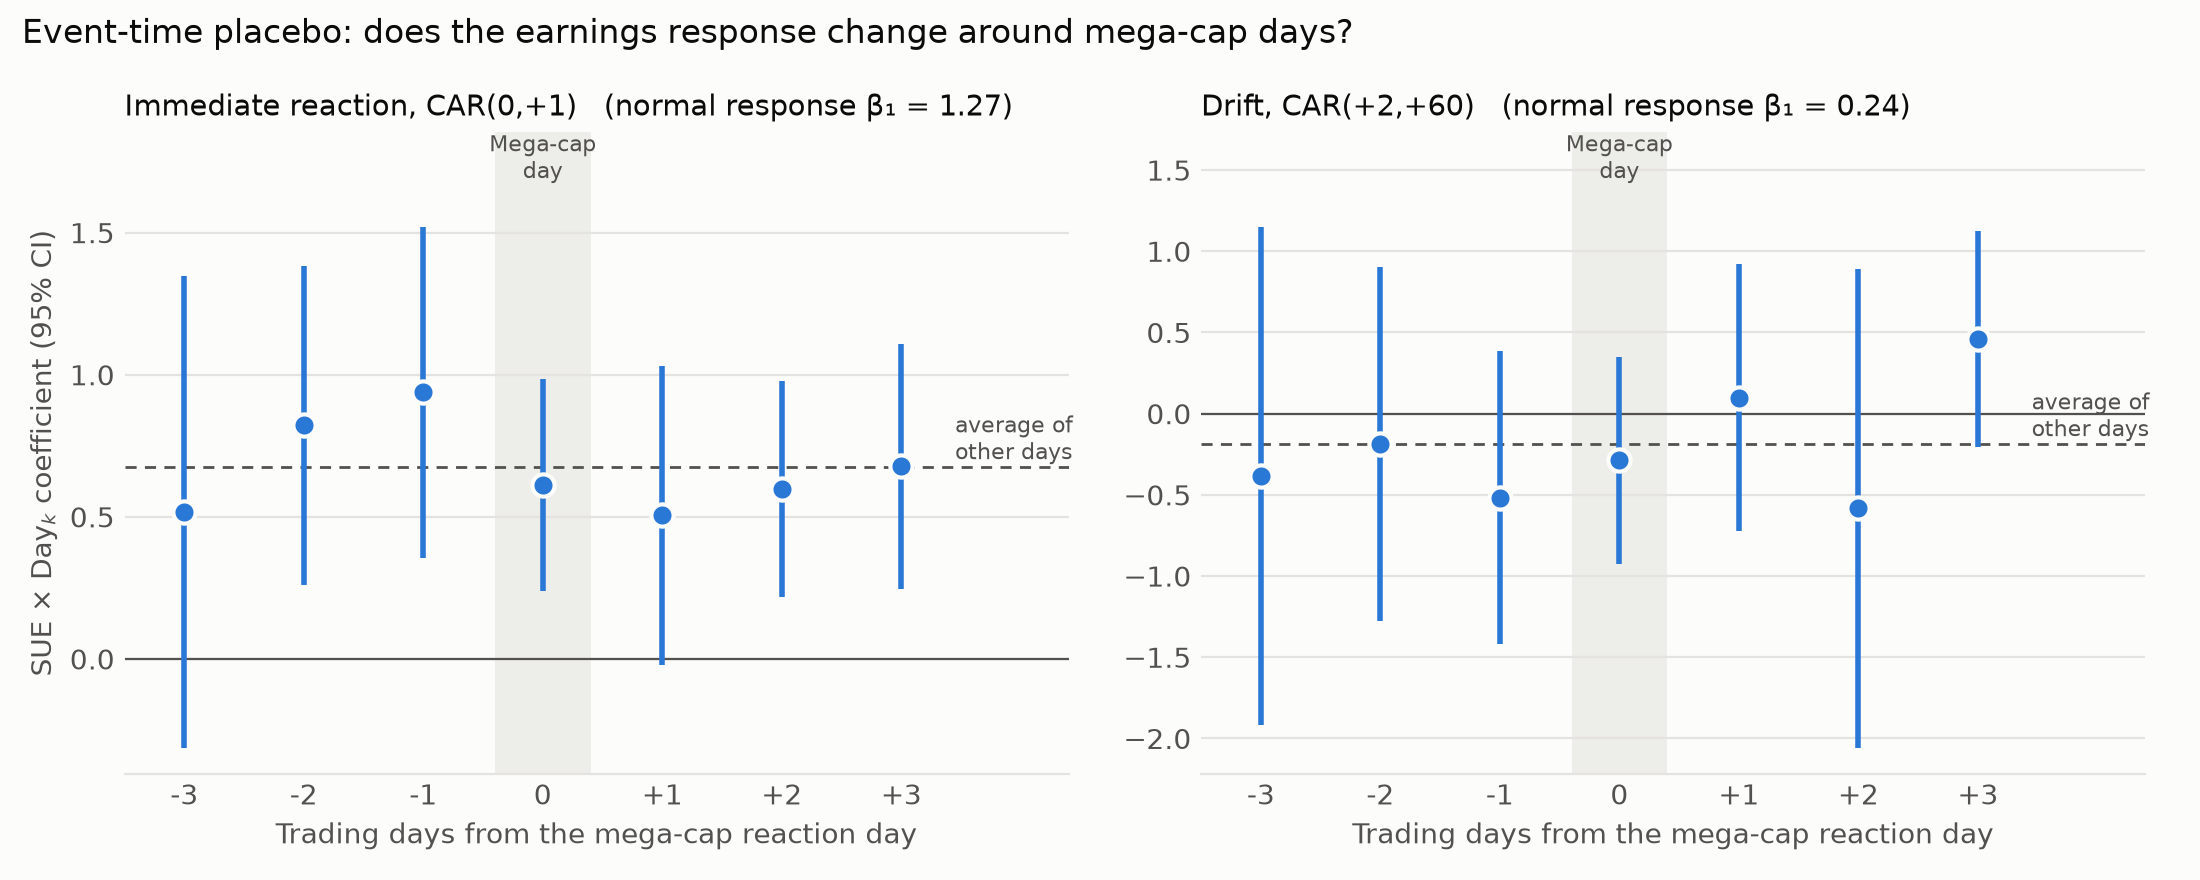 Event-time placebo: does the earnings response change around mega-cap days?
Immediate reaction, CAR(0,+1)   (normal response β₁ = 1.27)
Mega-cap
day
SUE × Dayₖ coefficient (95% CI)
1.5
1.0
0.5
0.0
average of
other days
-3 -2 -1 0 +1 +2 +3
Trading days from the mega-cap reaction day
Drift, CAR(+2,+60)   (normal response β₁ = 0.24)
Mega-cap
day
1.5
1.0
0.5
0.0
−0.5
−1.0
−1.5
−2.0
average of
other days
-3 -2 -1 0 +1 +2 +3
Trading days from the mega-cap reaction day